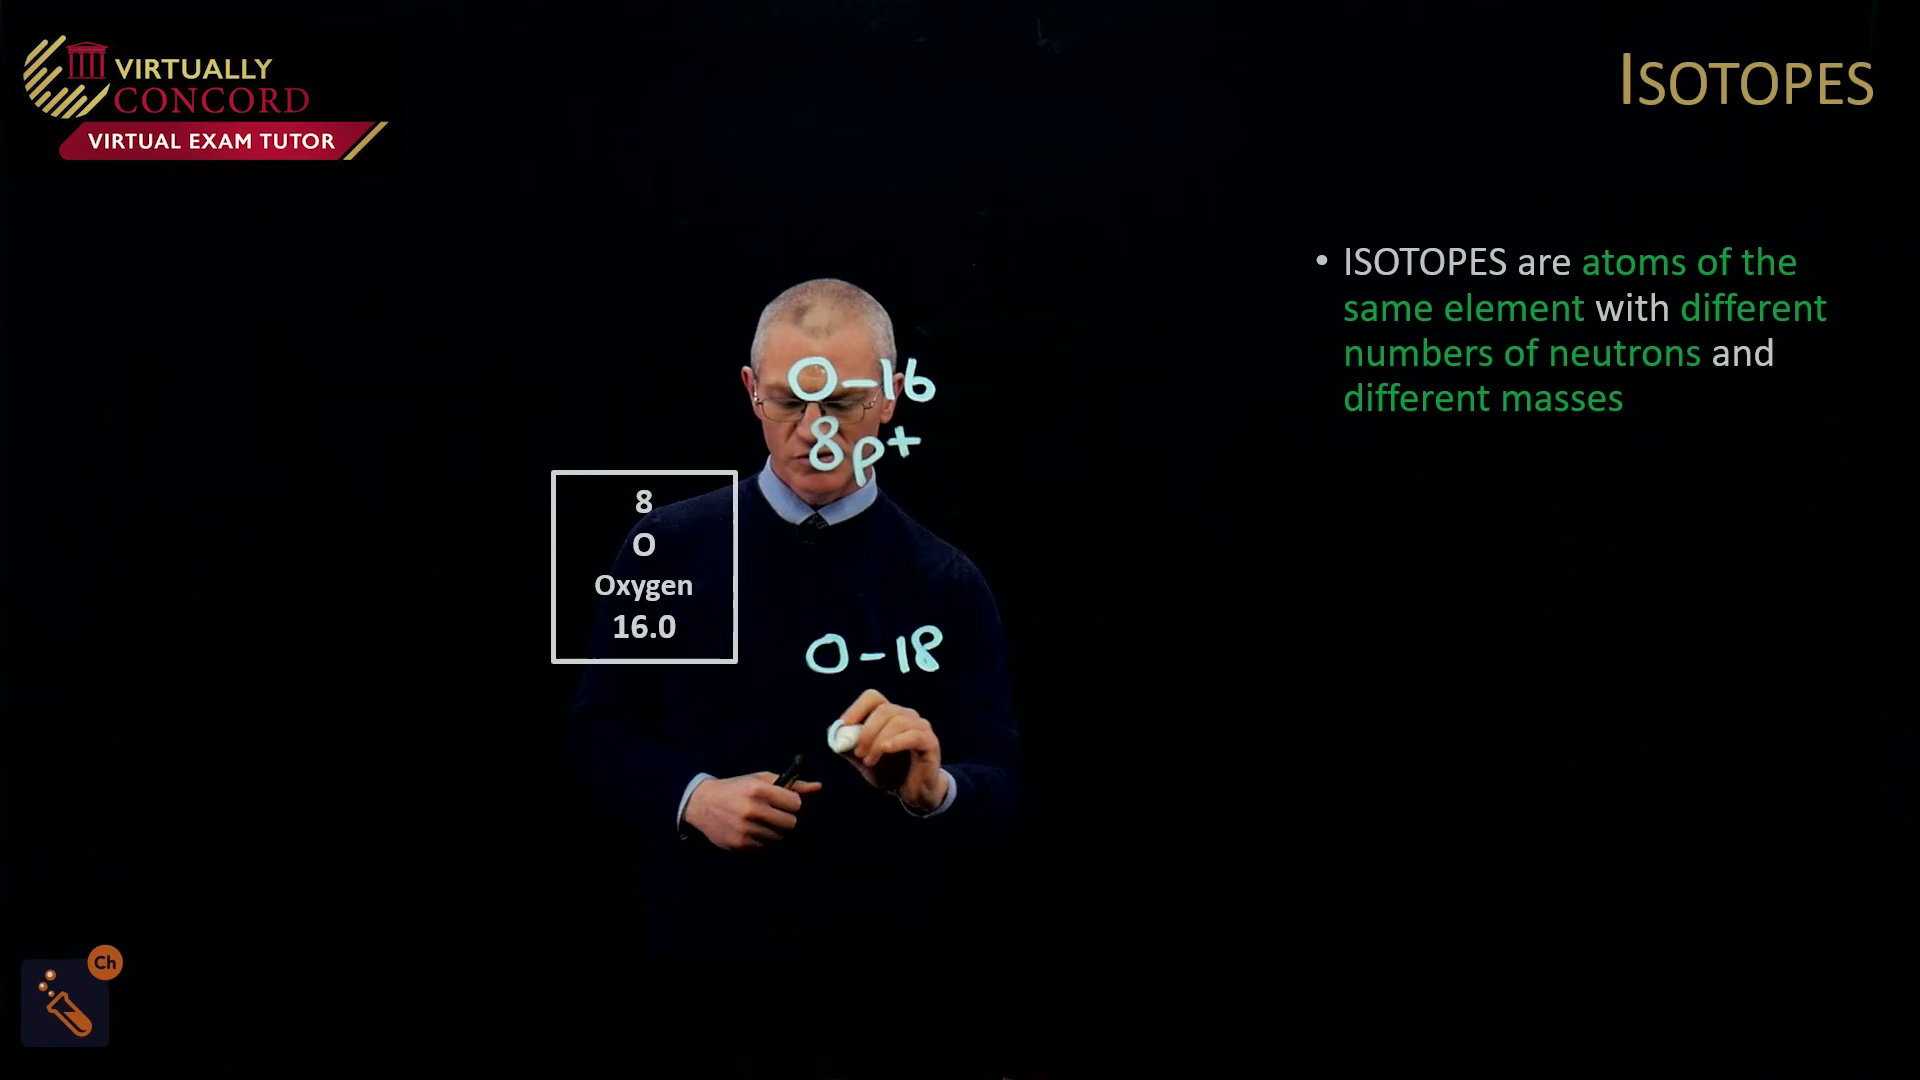 VIRTUALLY
CONCORD
VIRTUAL EXAM TUTOR
ISOTOPES
• ISOTOPES are atoms of the
same element with different
numbers of neutrons and
different masses
O-16
8p+
8
O
Oxygen
16.0
O-18
Ch